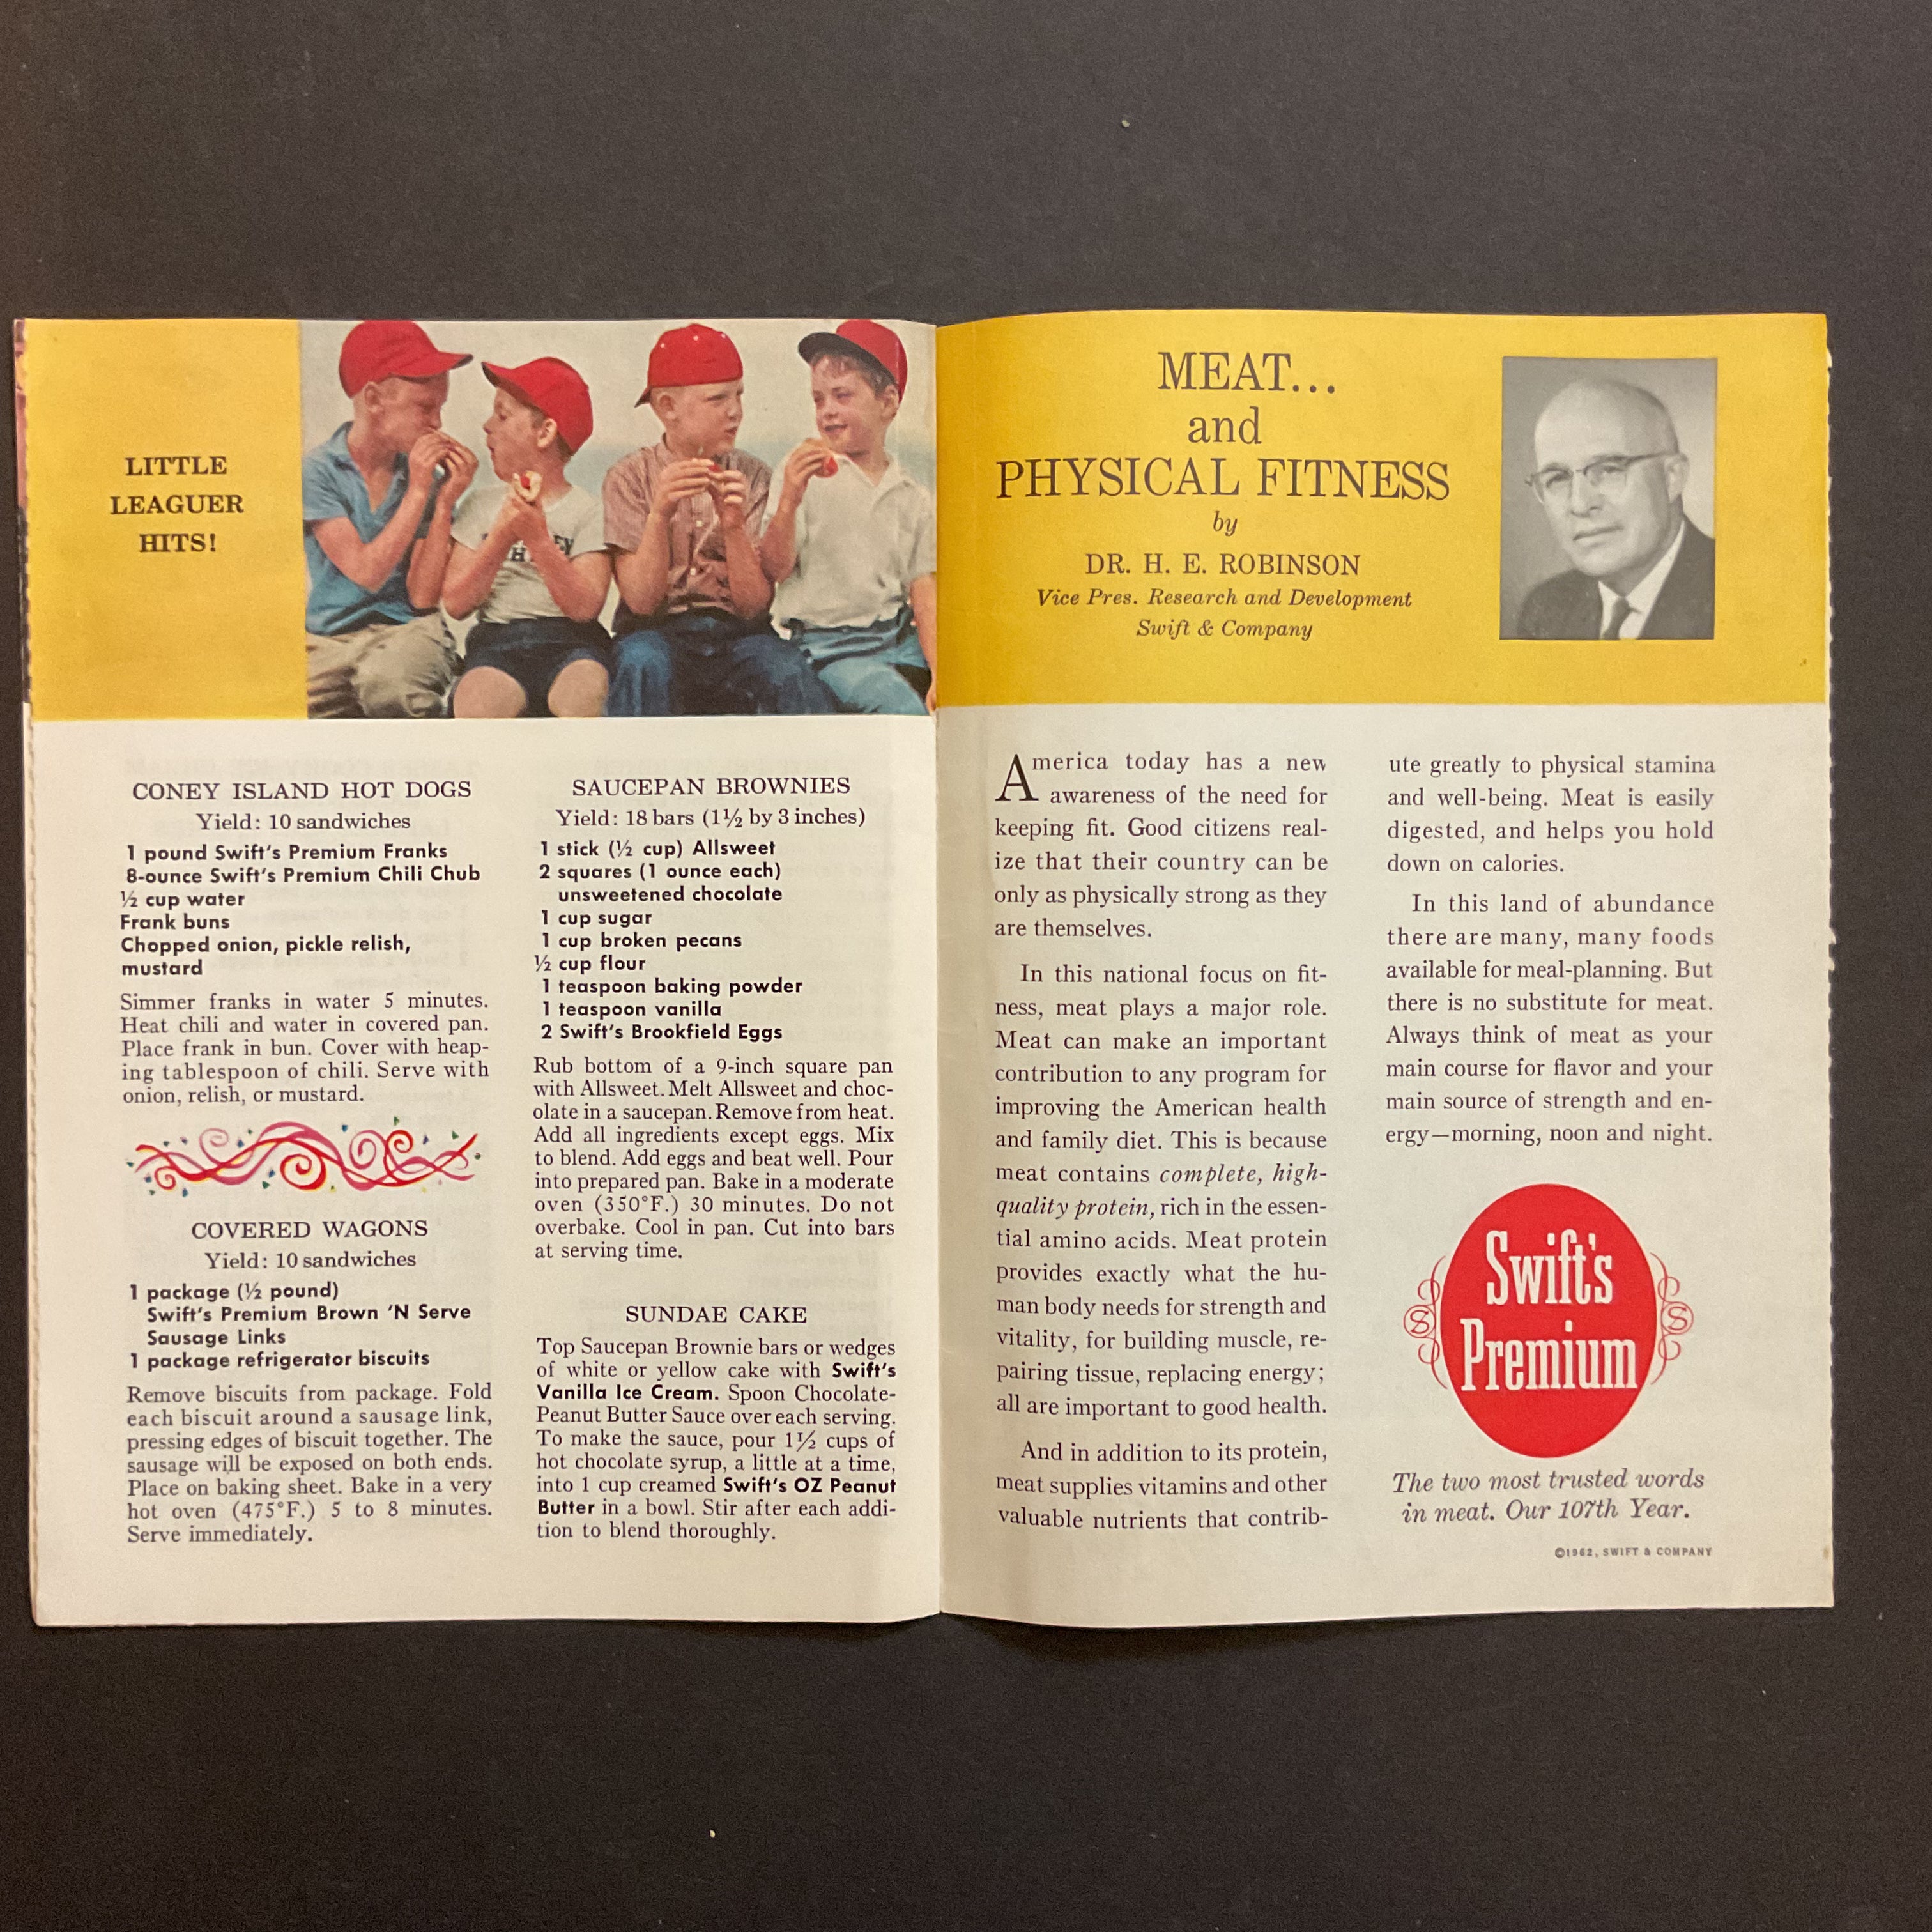 LITTLE
LEAGUER
HITS!
CONEY ISLAND HOT DOGS
Yield: 10 sandwiches
1 pound Swift's Premium Franks
8-ounce Swift's Premium Chili Chub
½ cup water
Frank buns
Chopped onion, pickle relish,
mustard
Simmer franks in water 5 minutes.
Heat chili and water in covered pan.
Place frank in bun. Cover with heap-
ing tablespoon of chili. Serve with
onion, relish, or mustard.
COVERED WAGONS
Yield: 10 sandwiches
1 package (½ pound)
Swift's Premium Brown 'N Serve
Sausage Links
1 package refrigerator biscuits
Remove biscuits from package. Fold
each biscuit around a sausage link,
pressing edges of biscuit together. The
sausage will be exposed on both ends.
Place on baking sheet. Bake in a very
hot oven (475°F.) 5 to 8 minutes.
Serve immediately.
SAUCEPAN BROWNIES
Yield: 18 bars (1½ by 3 inches)
1 stick (½ cup) Allsweet
2 squares (1 ounce each)
unsweetened chocolate
1 cup sugar
1 cup broken pecans
½ cup flour
1 teaspoon baking powder
1 teaspoon vanilla
2 Swift's Brookfield Eggs
Rub bottom of a 9-inch square pan
with Allsweet. Melt Allsweet and choc-
olate in a saucepan. Remove from heat.
Add all ingredients except eggs. Mix
to blend. Add eggs and beat well. Pour
into prepared pan. Bake in a moderate
oven (350°F.) 30 minutes. Do not
overbake. Cool in pan. Cut into bars
at serving time.
SUNDAE CAKE
Top Saucepan Brownie bars or wedges
of white or yellow cake with Swift's
Vanilla Ice Cream. Spoon Chocolate-
Peanut Butter Sauce over each serving.
To make the sauce, pour 1½ cups of
hot chocolate syrup, a little at a time,
into 1 cup creamed Swift's OZ Peanut
Butter in a bowl. Stir after each addi-
tion to blend thoroughly.
MEAT...
and
PHYSICAL FITNESS
by
DR. H. E. ROBINSON
Vice Pres. Research and Development
Swift & Company
America today has a new
awareness of the need for
keeping fit. Good citizens real-
ize that their country can be
only as physically strong as they
are themselves.
In this national focus on fit-
ness, meat plays a major role.
Meat can make an important
contribution to any program for
improving the American health
and family diet. This is because
meat contains complete, high-
quality protein, rich in the essen-
tial amino acids. Meat protein
provides exactly what the hu-
man body needs for strength and
vitality, for building muscle, re-
pairing tissue, replacing energy;
all are important to good health.
And in addition to its protein,
meat supplies vitamins and other
valuable nutrients that contrib-
ute greatly to physical stamina
and well-being. Meat is easily
digested, and helps you hold
down on calories.
In this land of abundance
there are many, many foods
available for meal-planning. But
there is no substitute for meat.
Always think of meat as your
main course for flavor and your
main source of strength and en-
ergy—morning, noon and night.
S
Swift's
Premium
S
The two most trusted words
in meat. Our 107th Year.
©1962, SWIFT & COMPANY